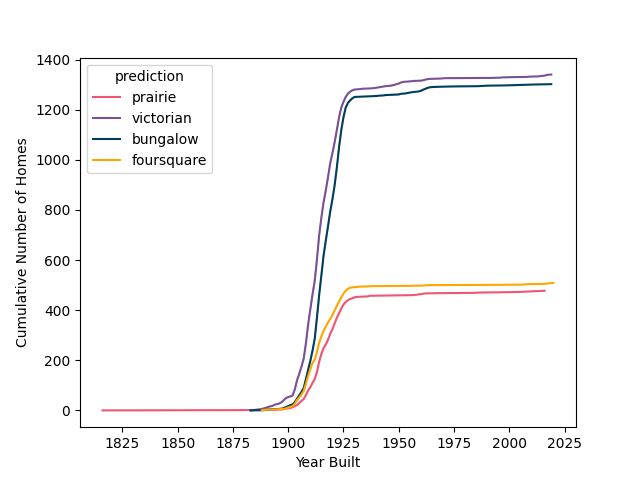 1400
1200
1000
800
600
400
200
0
Cumulative Number of Homes
prediction
prairie
victorian
bungalow
foursquare
1825 1850 1875 1900 1925 1950 1975 2000 2025
Year Built